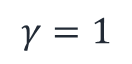 γ = 1